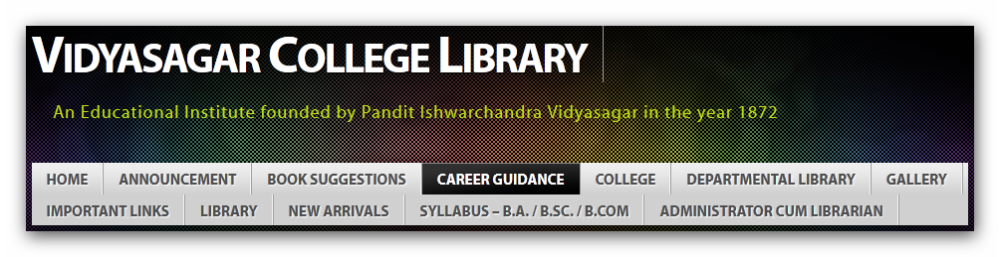 VIDYASAGAR COLLEGE LIBRARY
An Educational Institute founded by Pandit Ishwarchandra Vidyasagar in the year 1872
HOME ANNOUNCEMENT BOOK SUGGESTIONS CAREER GUIDANCE COLLEGE DEPARTMENTAL LIBRARY GALLERY
IMPORTANT LINKS LIBRARY NEW ARRIVALS SYLLABUS – B.A. / B.SC. / B.COM ADMINISTRATOR CUM LIBRARIAN